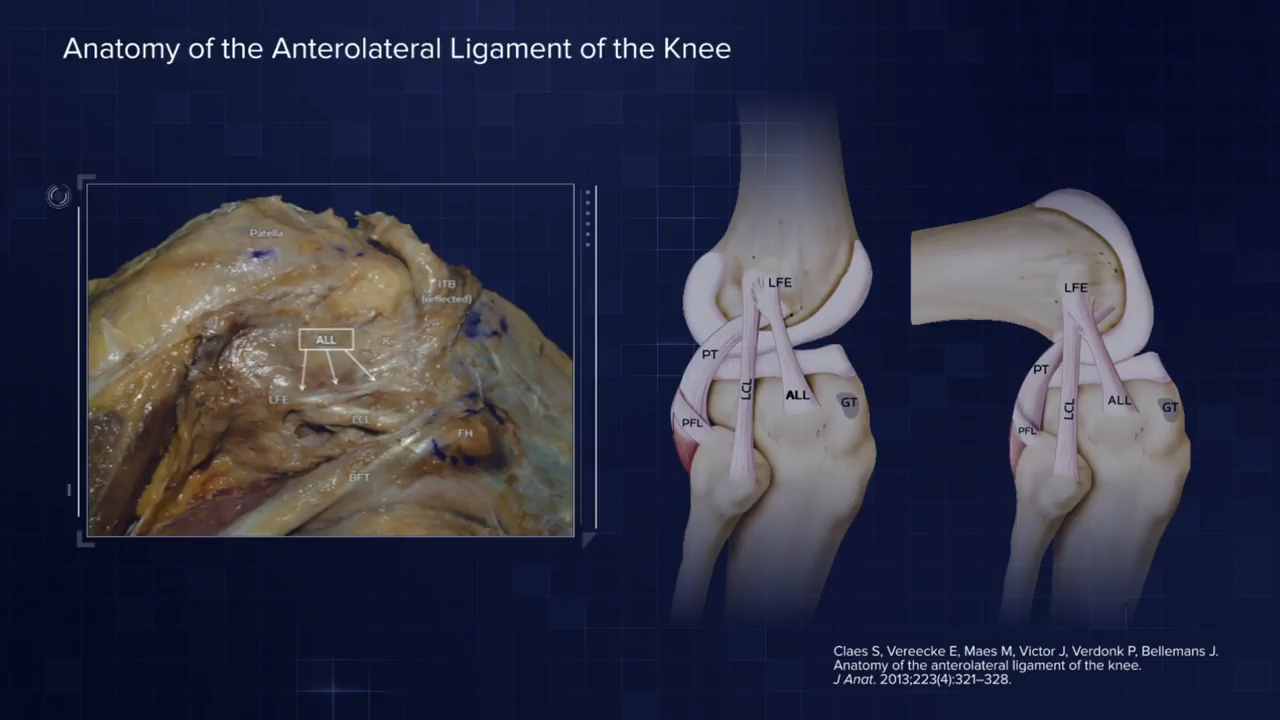 Anatomy of the Anterolateral Ligament of the Knee
Patella
ITB
(reflected)
ALL
LFE
LCL
FH
BFT
LFE
PT
LCL
ALL
GT
PFL
LFE
PT
LCL
ALL
GT
PFL
Claes S, Vereecke E, Maes M, Victor J, Verdonk P, Bellemans J.
Anatomy of the anterolateral ligament of the knee.
J Anat. 2013;223(4):321–328.